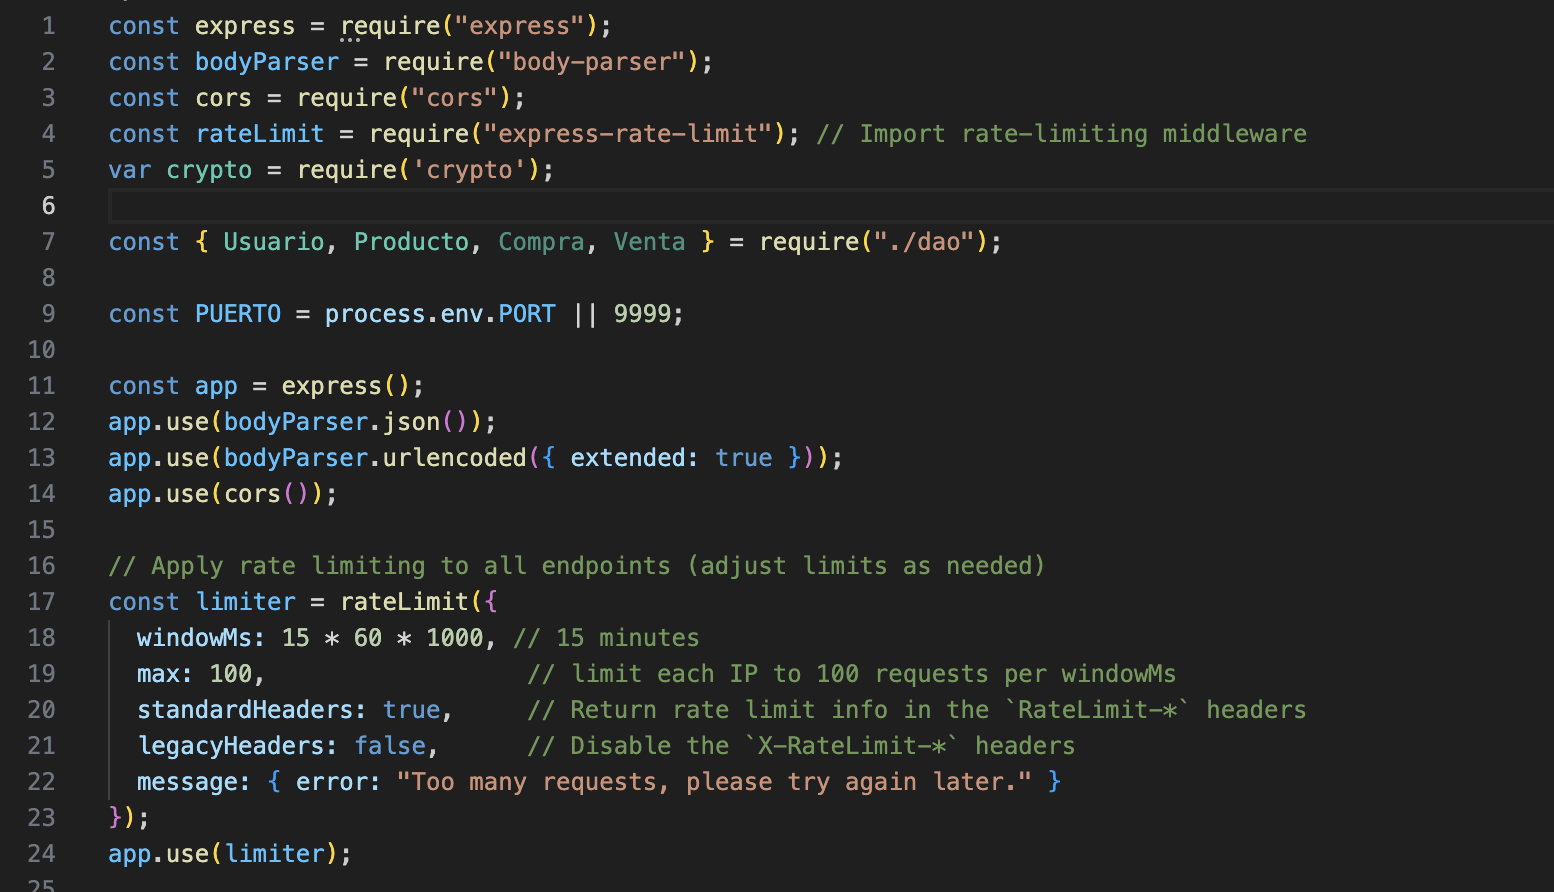 1 const express = require("express");
2 const bodyParser = require("body-parser");
3 const cors = require("cors");
4 const rateLimit = require("express-rate-limit"); // Import rate-limiting middleware
5 var crypto = require('crypto');
6
7 const { Usuario, Producto, Compra, Venta } = require("./dao");
8
9 const PUERTO = process.env.PORT || 9999;
10
11 const app = express();
12 app.use(bodyParser.json());
13 app.use(bodyParser.urlencoded({ extended: true }));
14 app.use(cors());
15
16 // Apply rate limiting to all endpoints (adjust limits as needed)
17 const limiter = rateLimit({
18   windowMs: 15 * 60 * 1000, // 15 minutes
19   max: 100,                  // limit each IP to 100 requests per windowMs
20   standardHeaders: true,     // Return rate limit info in the `RateLimit-*` headers
21   legacyHeaders: false,      // Disable the `X-RateLimit-*` headers
22   message: { error: "Too many requests, please try again later." }
23 });
24 app.use(limiter);
25